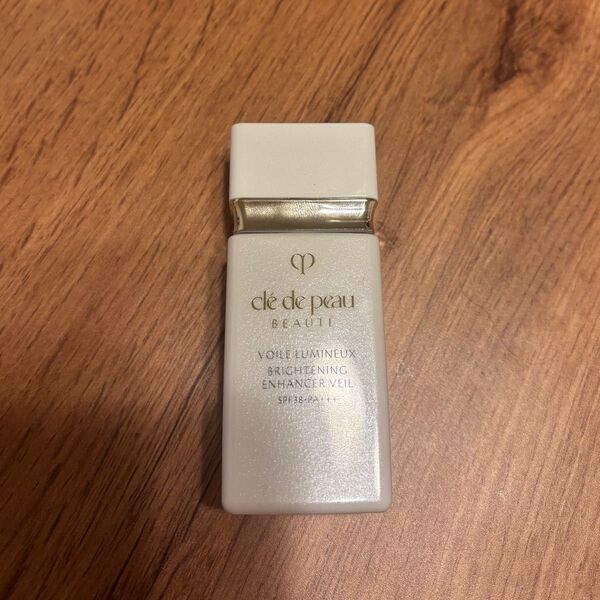 clé de peau
BEAUTÉ
VOILE LUMINEUX
BRIGHTENING
ENHANCER VEIL
SPF38・PA+++